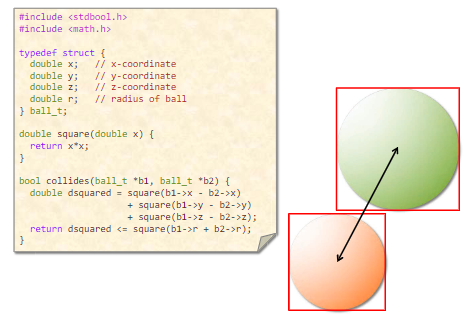 #include <stdbool.h>
#include <math.h>

typedef struct {
  double x;   // x-coordinate
  double y;   // y-coordinate
  double z;   // z-coordinate
  double r;   // radius of ball
} ball_t;

double square(double x) {
  return x*x;
}

bool collides(ball_t *b1, ball_t *b2) {
  double dsquared = square(b1->x - b2->x)
                  + square(b1->y - b2->y)
                  + square(b1->z - b2->z);
  return dsquared <= square(b1->r + b2->r);
}